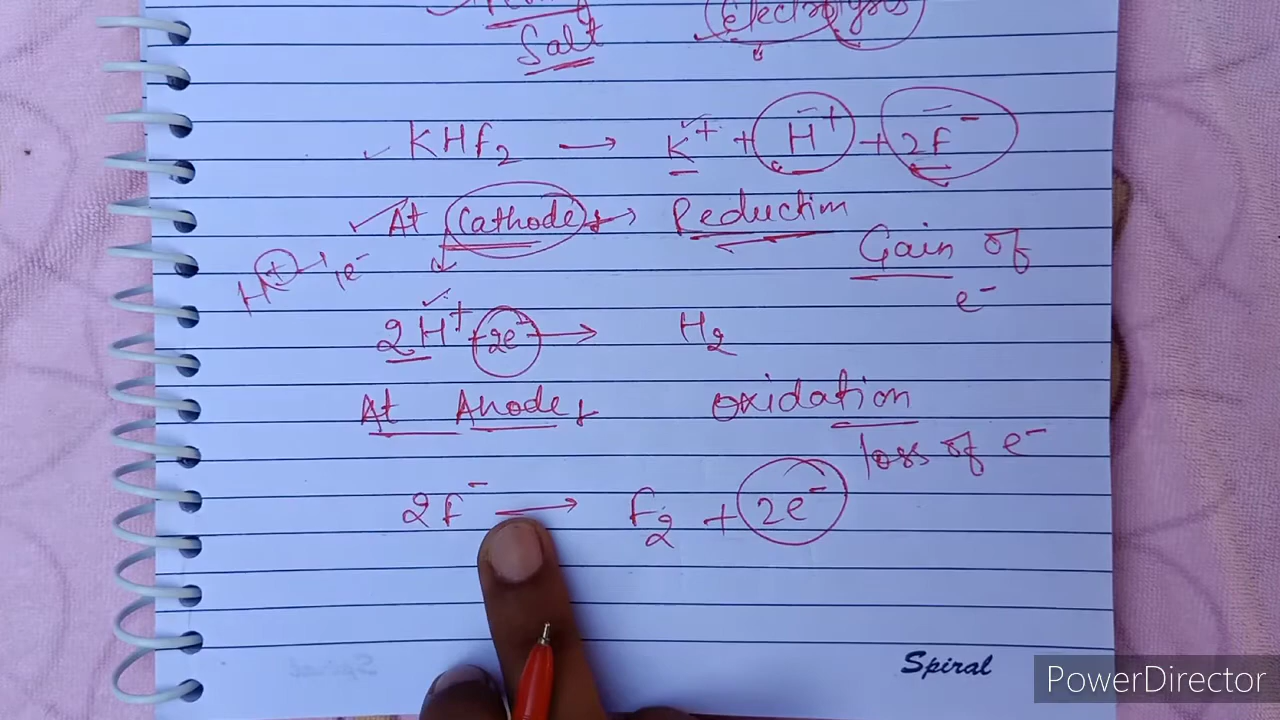 Salt
Electrolysis
KHf₂ → K⁺ + H⁺ + 2f⁻
At Cathode, → Reduction
Gain of
e⁻
H⁺ 1e⁻
2H⁺ + 2e⁻ → H₂
At Anode, oxidation
loss of e⁻
2f⁻ → f₂ + 2e⁻
Spiral
PowerDirector